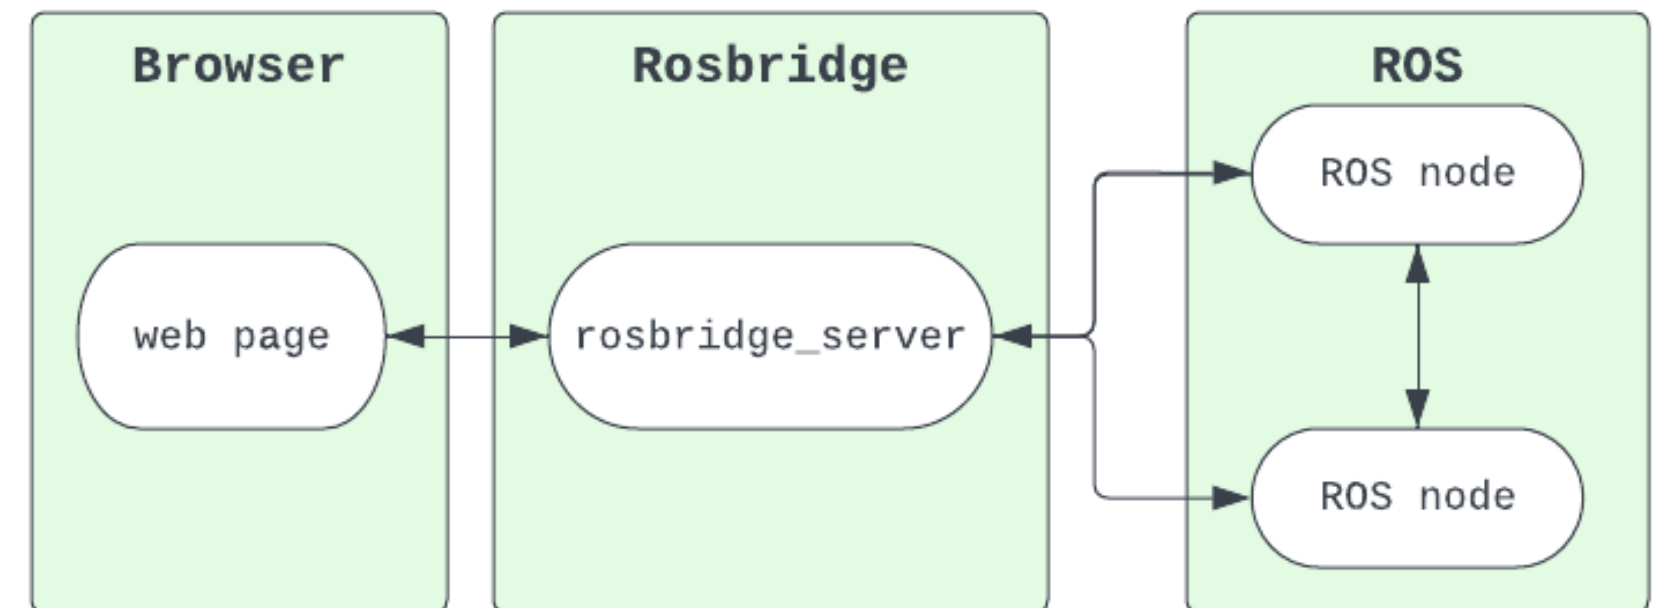 Browser
Rosbridge
ROS
web page
rosbridge_server
ROS node
ROS node